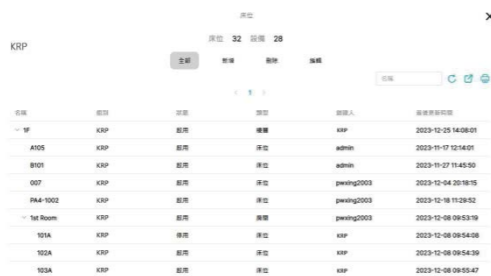 床位
KRP
床位 32 設備 28
全部 新增 刪除 編輯
名稱
1
名稱 組別 狀態 類型 建議人 最後更新時間
1F KRP 啟用 樓層 KRP 2023-12-25 14:08:01
A105 KRP 啟用 床位 admin 2023-11-17 12:14:01
B101 KRP 啟用 床位 admin 2023-11-27 11:45:50
007 KRP 啟用 床位 pwxing2003 2023-12-04 20:18:15
PA4-1002 KRP 啟用 床位 pwxing2003 2023-12-18 11:29:52
1st Room KRP 啟用 房間 pwxing2003 2023-12-08 09:53:19
101A KRP 停用 床位 KRP 2023-12-08 09:54:08
102A KRP 啟用 床位 KRP 2023-12-08 09:54:39
103A KRP 啟用 床位 KRP 2023-12-08 09:55:47